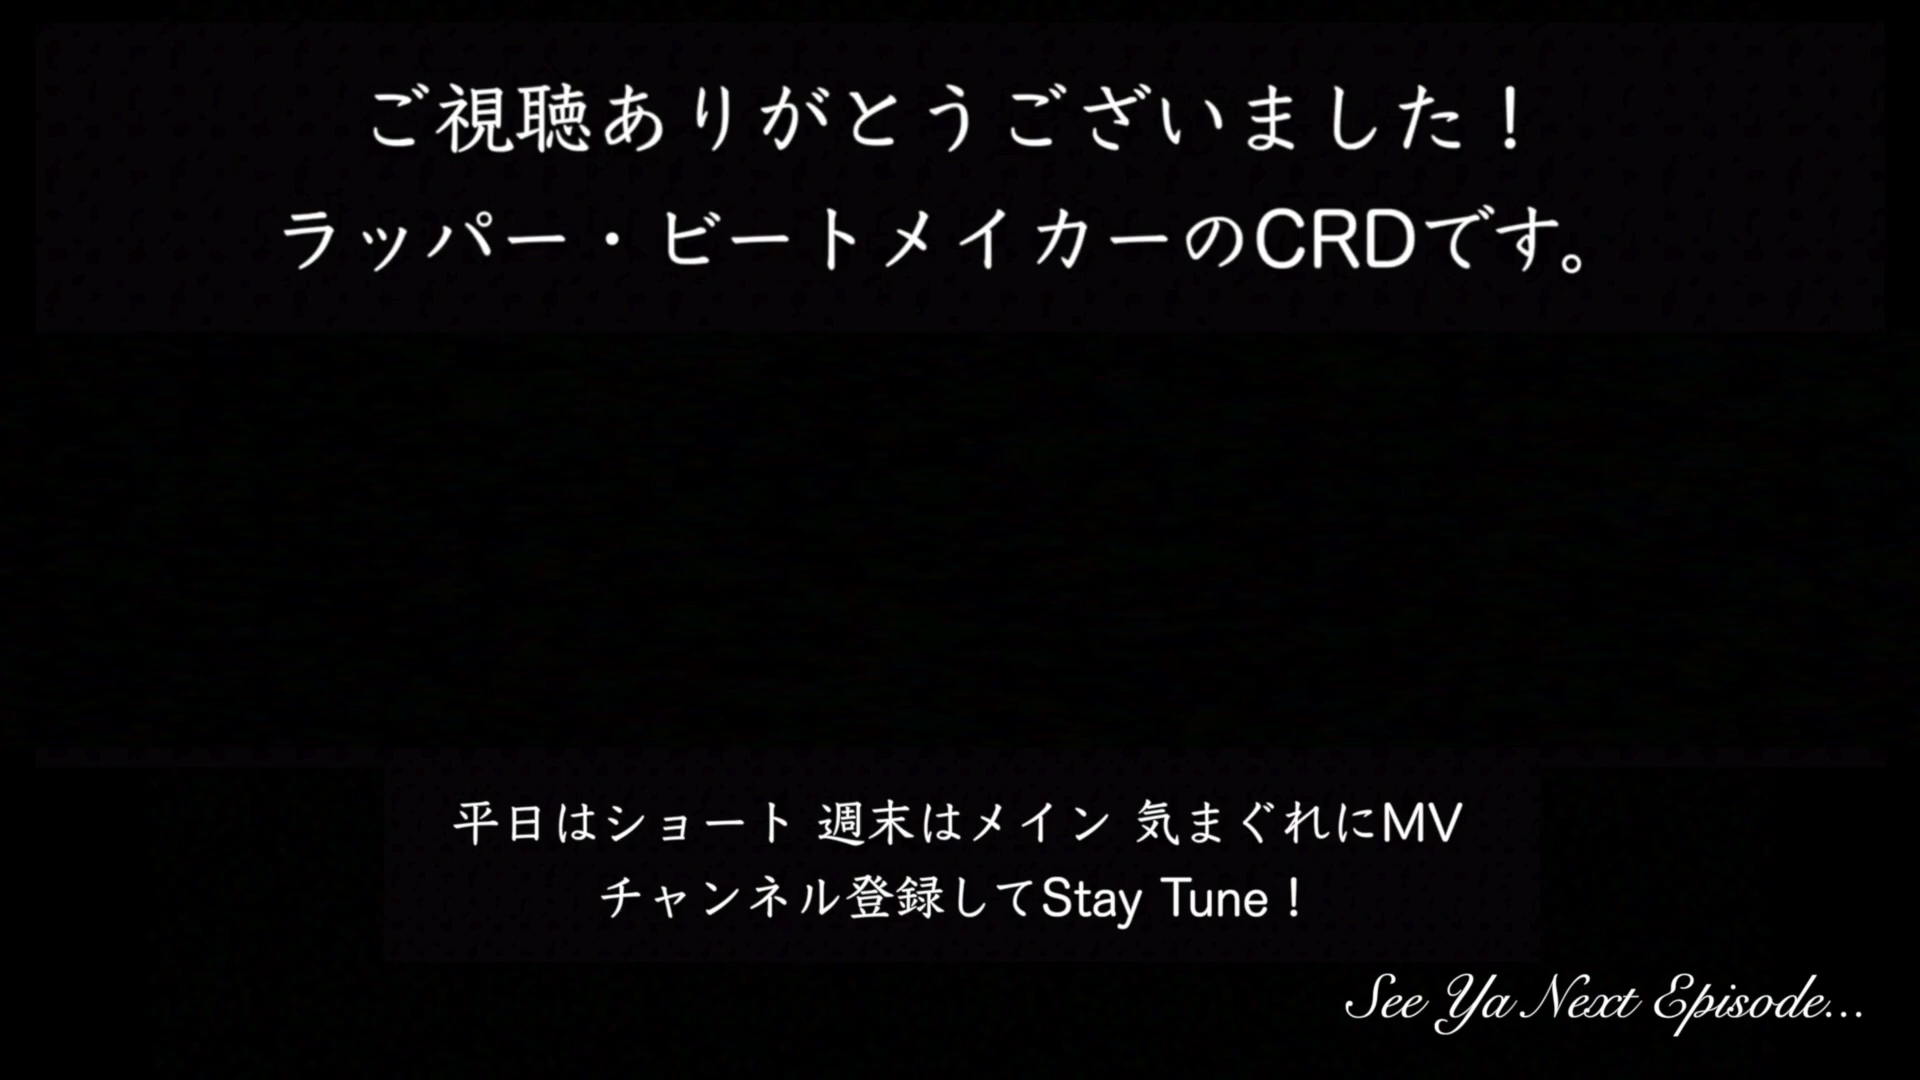 ご視聴ありがとうございました！
ラッパー・ビートメイカーのCRDです。
平日はショート 週末はメイン 気まぐれにMV
チャンネル登録してStay Tune！
See Ya Next Episode...